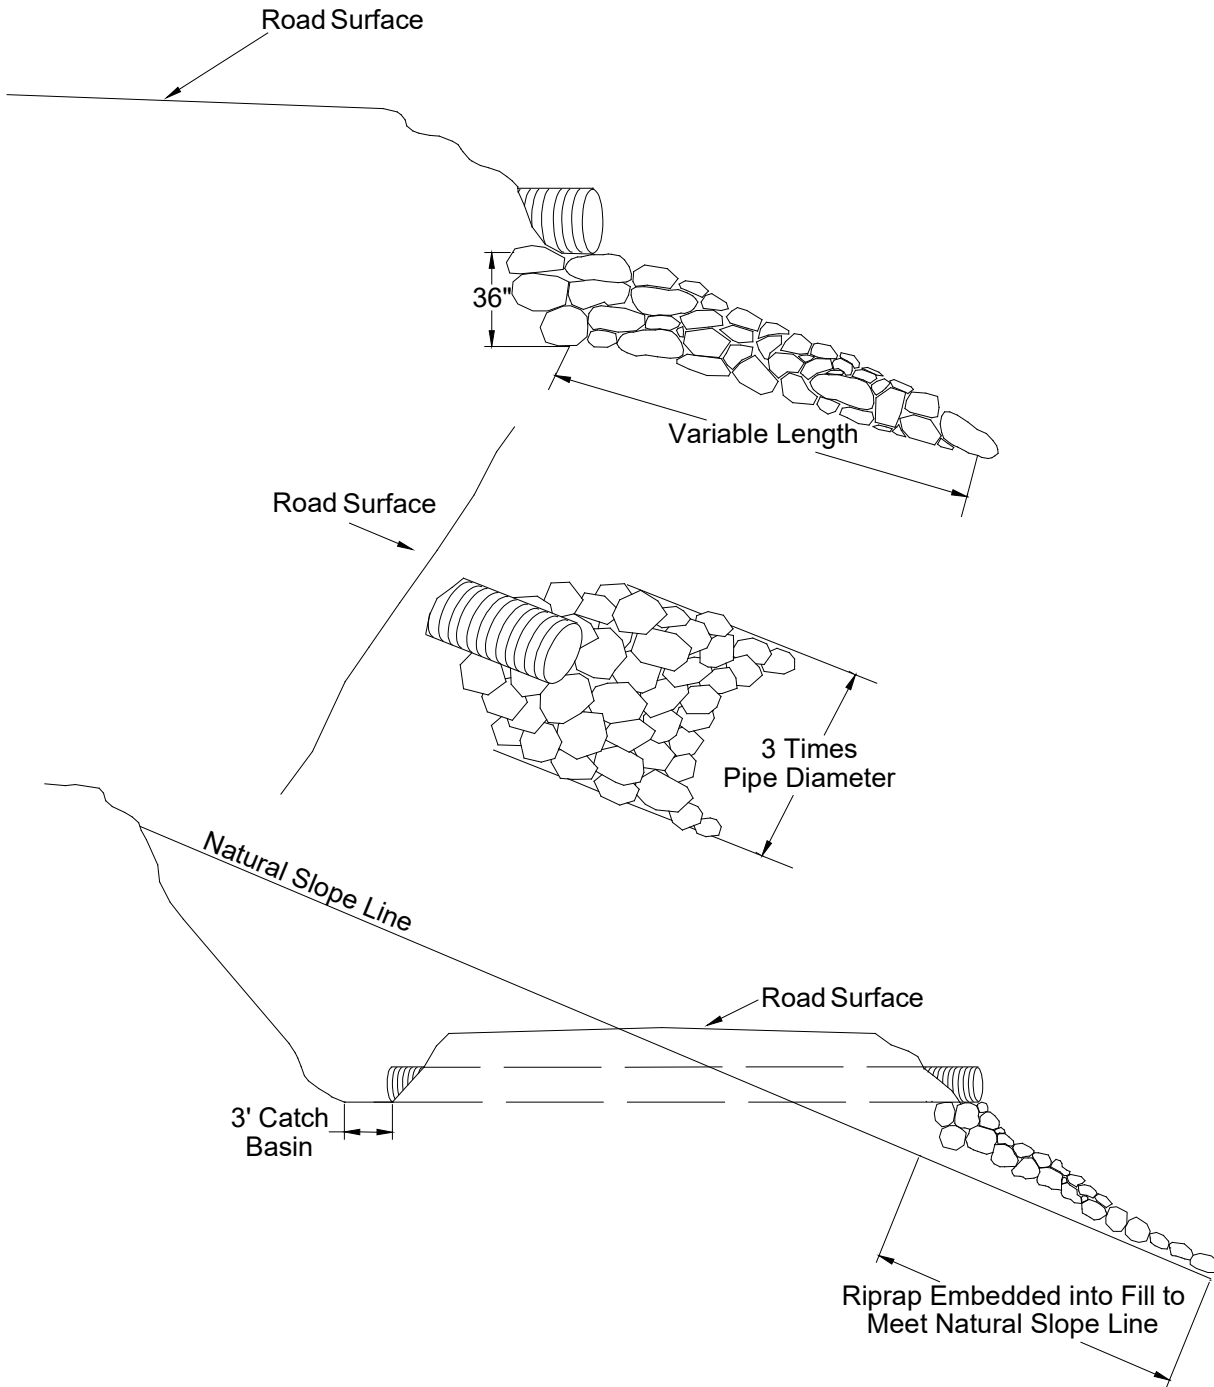 Road Surface
36"
Variable Length
Road Surface
3 Times
Pipe Diameter
Natural Slope Line
Road Surface
3' Catch
Basin
Riprap Embedded into Fill to
Meet Natural Slope Line